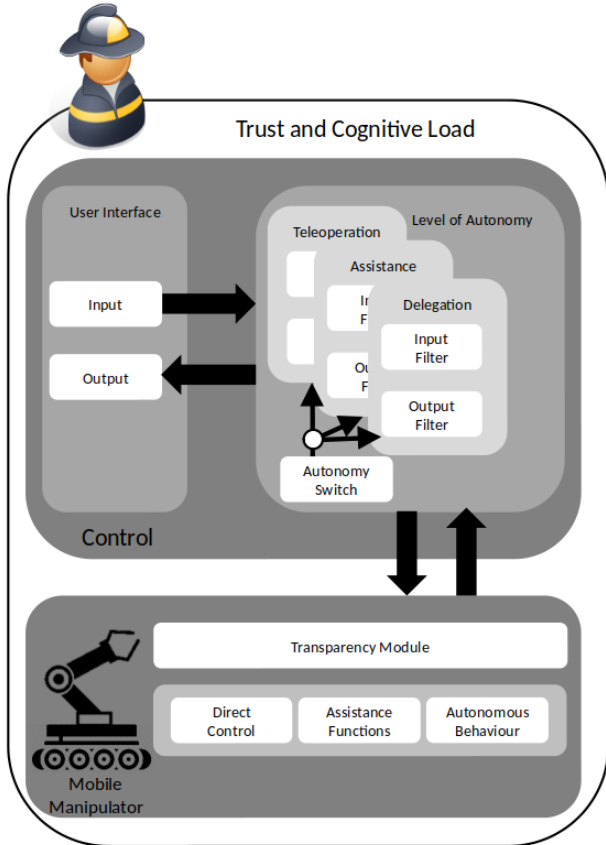 Trust and Cognitive Load
User Interface
Input
Output
Level of Autonomy
Teleoperation
Assistance
Delegation
Input
Filter
Output
Filter
Autonomy
Switch
Control
Transparency Module
Direct
Control
Assistance
Functions
Autonomous
Behaviour
Mobile
Manipulator